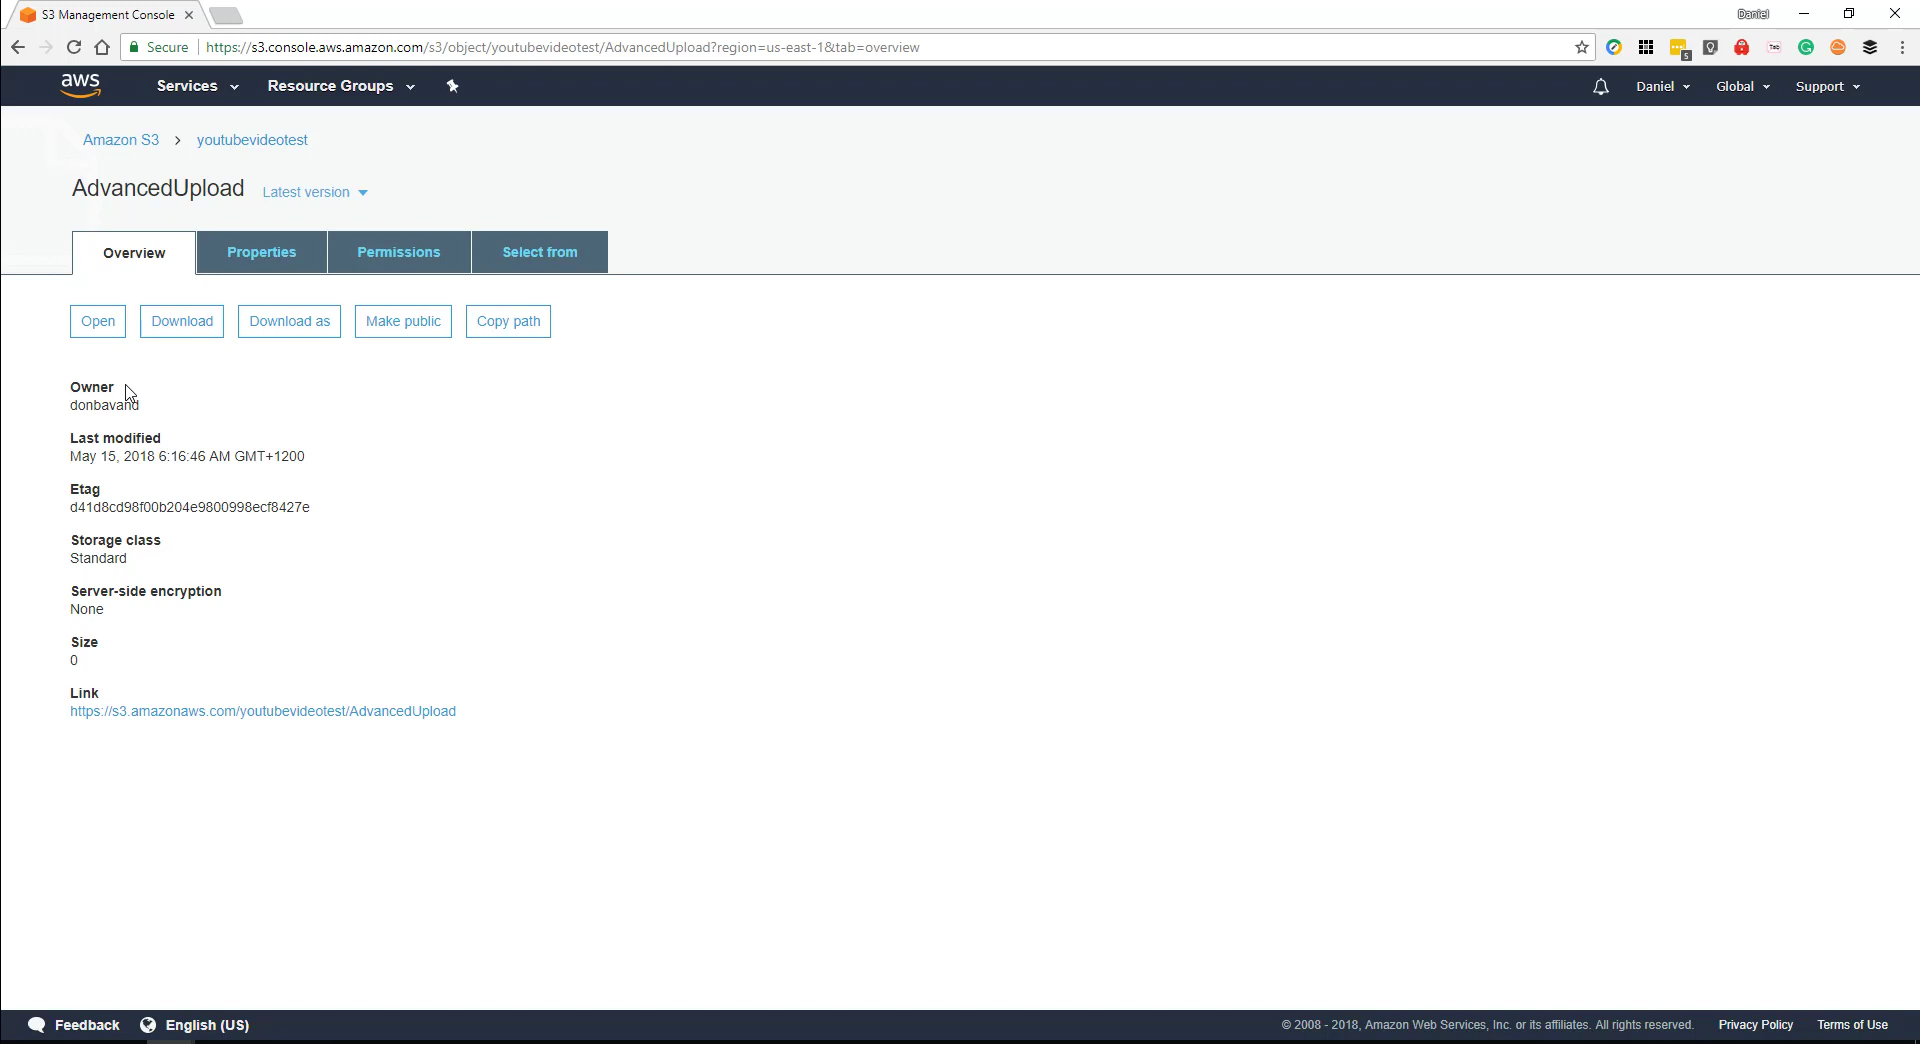 S3 Management Console
Daniel
Secure https://s3.console.aws.amazon.com/s3/object/youtubevideotest/AdvancedUpload?region=us-east-1&tab=overview
5
Tab
aws Services Resource Groups Daniel Global Support
Amazon S3 > youtubevideotest
AdvancedUpload Latest version
Overview Properties Permissions Select from
Open Download Download as Make public Copy path
Owner
donbavand
Last modified
May 15, 2018 6:16:46 AM GMT+1200
Etag
d41d8cd98f00b204e9800998ecf8427e
Storage class
Standard
Server-side encryption
None
Size
0
Link
https://s3.amazonaws.com/youtubevideotest/AdvancedUpload
Feedback English (US) © 2008 - 2018, Amazon Web Services, Inc. or its affiliates. All rights reserved. Privacy Policy Terms of Use